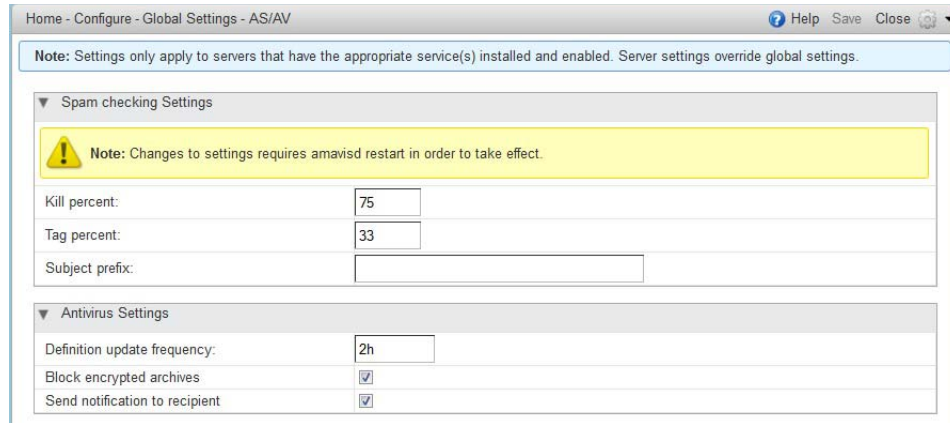 Home - Configure - Global Settings - AS/AV
Help Save Close
Note: Settings only apply to servers that have the appropriate service(s) installed and enabled. Server settings override global settings.
Spam checking Settings
Note: Changes to settings requires amavisd restart in order to take effect.
Kill percent: 75
Tag percent: 33
Subject prefix:
Antivirus Settings
Definition update frequency: 2h
Block encrypted archives
Send notification to recipient